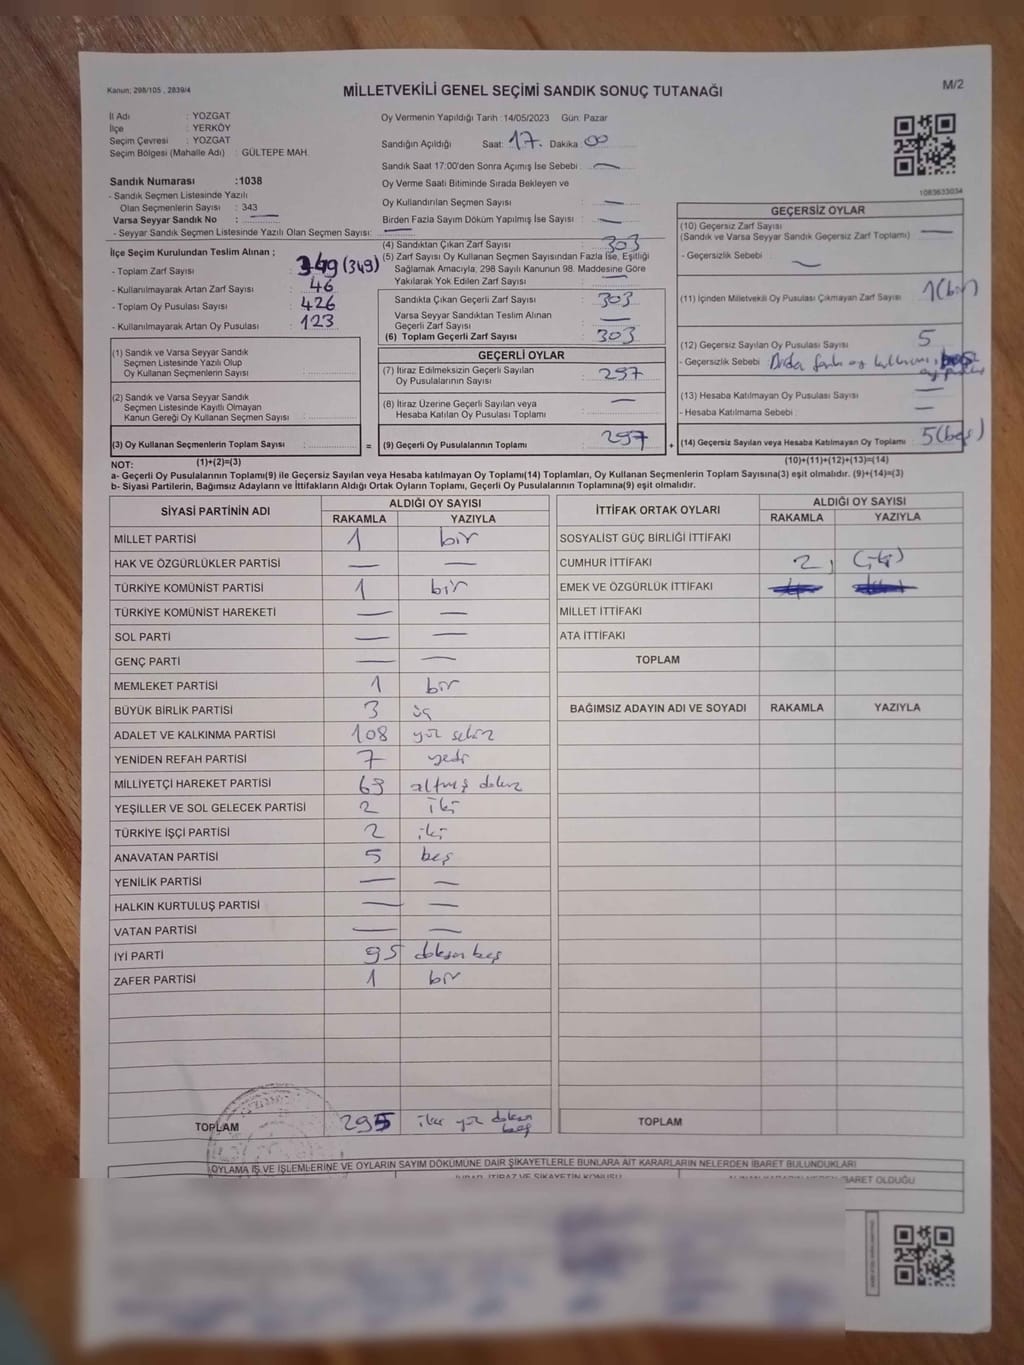 Kanun; 298/105 , 2839/4
MİLLETVEKİLİ GENEL SEÇİMİ SANDIK SONUÇ TUTANAĞI
M/2
İl Adı : YOZGAT
İlçe : YERKÖY
Seçim Çevresi : YOZGAT
Seçim Bölgesi (Mahalle Adı) : GÜLTEPE MAH.
Oy Vermenin Yapıldığı Tarih :14/05/2023 Gün: Pazar
Sandığın Açıldığı Saat: 17. Dakika 00
Sandık Saat 17:00'den Sonra Açımış İse Sebebi : —
Oy Verme Saati Bitiminde Sırada Bekleyen ve
Oy Kullandırılan Seçmen Sayısı : —
Birden Fazla Sayım Döküm Yapılmış İse Sayısı : —
1083633034
Sandık Numarası :1038
- Sandık Seçmen Listesinde Yazılı
Olan Seçmenlerin Sayısı : 343
Varsa Seyyar Sandık No : —
- Seyyar Sandık Seçmen Listesinde Yazılı Olan Seçmen Sayısı: —
İlçe Seçim Kurulundan Teslim Alınan ;
- Toplam Zarf Sayısı : 349 (349)
- Kullanılmayarak Artan Zarf Sayısı : 46
- Toplam Oy Pusulası Sayısı : 426
- Kullanılmayarak Artan Oy Pusulası : 123
(4) Sandıktan Çıkan Zarf Sayısı : 303
(5) Zarf Sayısı Oy Kullanan Seçmen Sayısından Fazla İse, Eşitliği
Sağlamak Amacıyla, 298 Sayılı Kanunun 98. Maddesine Göre
Yakılarak Yok Edilen Zarf Sayısı : —
Sandıkta Çıkan Geçerli Zarf Sayısı : 303
Varsa Seyyar Sandıktan Teslim Alınan
Geçerli Zarf Sayısı : —
(6) Toplam Geçerli Zarf Sayısı : 303
GEÇERSİZ OYLAR
(10) Geçersiz Zarf Sayısı
(Sandık ve Varsa Seyyar Sandık Geçersiz Zarf Toplamı) : —
- Geçersizlik Sebebi : —
(11) İçinden Milletvekili Oy Pusulası Çıkmayan Zarf Sayısı : 1(bir)
(12) Geçersiz Sayılan Oy Pusulası Sayısı : 5
- Geçersizlik Sebebi :
(13) Hesaba Katılmayan Oy Pusulası Sayısı : —
- Hesaba Katılmama Sebebi : —
(14) Geçersiz Sayılan veya Hesaba Katılmayan Oy Toplamı : 5(beş)
(10)+(11)+(12)+(13)=(14)
(1) Sandık ve Varsa Seyyar Sandık
Seçmen Listesinde Yazılı Olup
Oy Kullanan Seçmenlerin Sayısı :
(2) Sandık ve Varsa Seyyar Sandık
Seçmen Listesinde Kayıtlı Olmayan
Kanun Gereği Oy Kullanan Seçmen Sayısı :
(3) Oy Kullanan Seçmenlerin Toplam Sayısı : =
(1)+(2)=(3)
GEÇERLİ OYLAR
(7) İtiraz Edilmeksizin Geçerli Sayılan
Oy Pusulalarının Sayısı : 297
(8) İtiraz Üzerine Geçerli Sayılan veya
Hesaba Katılan Oy Pusulası Toplamı : —
(9) Geçerli Oy Pusulalarının Toplamı : 297 +
NOT:
a- Geçerli Oy Pusulalarının Toplamı(9) ile Geçersiz Sayılan veya Hesaba katılmayan Oy Toplamı(14) Toplamları, Oy Kullanan Seçmenlerin Toplam Sayısına(3) eşit olmalıdır. (9)+(14)=(3)
b- Siyasi Partilerin, Bağımsız Adayların ve İttifakların Aldığı Ortak Oyların Toplamı, Geçerli Oy Pusulalarının Toplamına(9) eşit olmalıdır.
SİYASİ PARTİNİN ADI ALDIĞI OY SAYISI
RAKAMLA YAZIYLA
MİLLET PARTİSİ 1 bir
HAK VE ÖZGÜRLÜKLER PARTİSİ — —
TÜRKİYE KOMÜNİST PARTİSİ 1 bir
TÜRKİYE KOMÜNİST HAREKETİ — —
SOL PARTİ — —
GENÇ PARTİ — —
MEMLEKET PARTİSİ 1 bir
BÜYÜK BİRLİK PARTİSİ 3 üç
ADALET VE KALKINMA PARTİSİ 108 yüz sekiz
YENİDEN REFAH PARTİSİ 7 yedi
MİLLİYETÇİ HAREKET PARTİSİ 69 altmış dokuz
YEŞİLLER VE SOL GELECEK PARTİSİ 2 iki
TÜRKİYE İŞÇİ PARTİSİ 2 iki
ANAVATAN PARTİSİ 5 beş
YENİLİK PARTİSİ — —
HALKIN KURTULUŞ PARTİSİ — —
VATAN PARTİSİ — —
İYİ PARTİ 95 doksan beş
ZAFER PARTİSİ 1 bir
TOPLAM 295 iki yüz doksan beş
İTTİFAK ORTAK OYLARI ALDIĞI OY SAYISI
RAKAMLA YAZIYLA
SOSYALİST GÜÇ BİRLİĞİ İTTİFAKI
CUMHUR İTTİFAKI 2 (iki)
EMEK VE ÖZGÜRLÜK İTTİFAKI
MİLLET İTTİFAKI
ATA İTTİFAKI
TOPLAM
BAĞIMSIZ ADAYIN ADI VE SOYADI RAKAMLA YAZIYLA
TOPLAM
OYLAMA İŞ VE İŞLEMLERİNE VE OYLARIN SAYIM DÖKÜMÜNE DAİR ŞİKAYETLERLE BUNLARA AİT KARARLARIN NELERDEN İBARET BULUNDUKLARI
İTİRAZ VE ŞİKAYETİN KONUSU
İBARET OLDUĞU